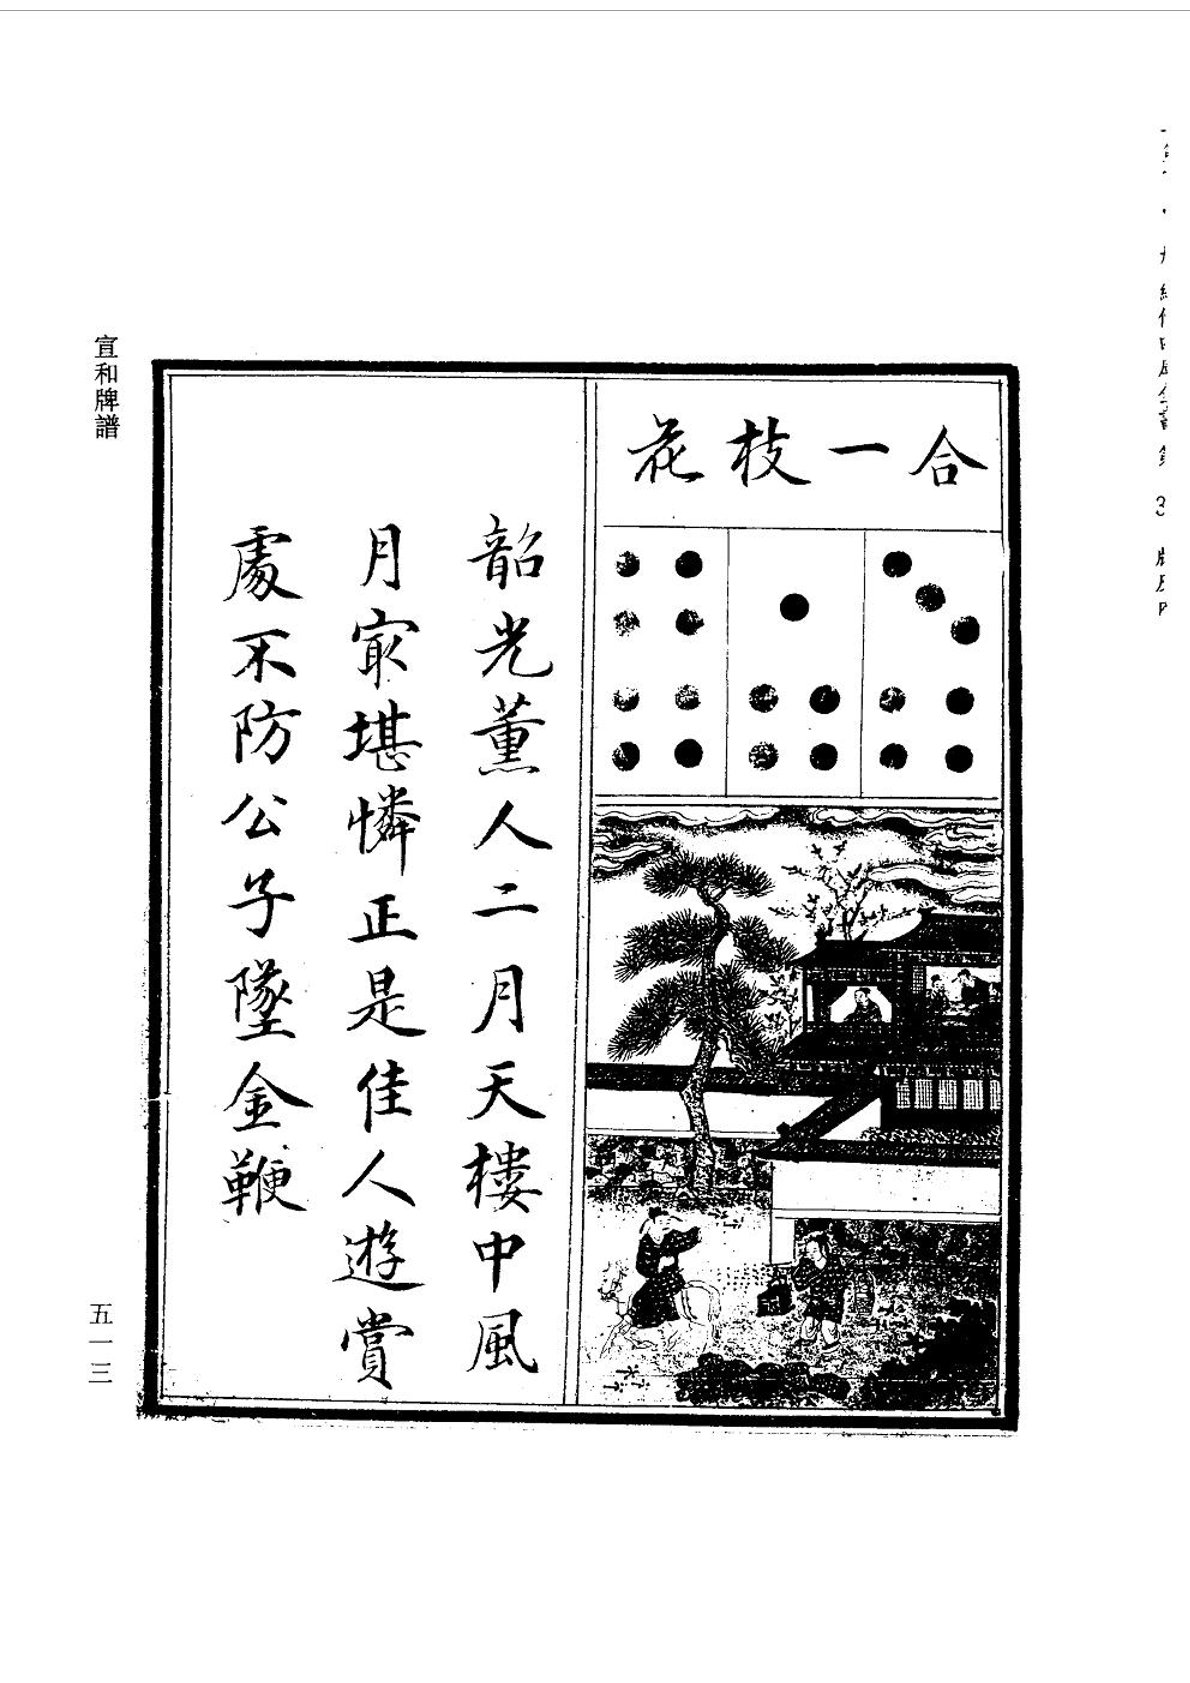 合一枝花
韶光薰人二月天樓中風
月冣堪憐正是佳人遊賞
處不防公子墜金鞭
宣和牌譜
五一三